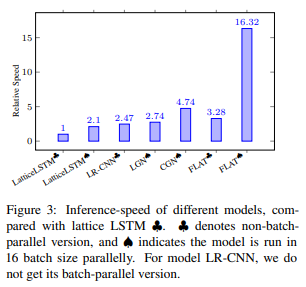 16.32
15
10
5
0
Relative Speed
1
2.1
2.47
2.74
4.74
3.28
LatticeLSTM♣
LatticeLSTM♠
LR-CNN♣
LGN♠
CGN♠
FLAT♣
FLAT♠
Figure 3: Inference-speed of different models, com-
pared with lattice LSTM ♣. ♣ denotes non-batch-
parallel version, and ♠ indicates the model is run in
16 batch size parallelly. For model LR-CNN, we do
not get its batch-parallel version.